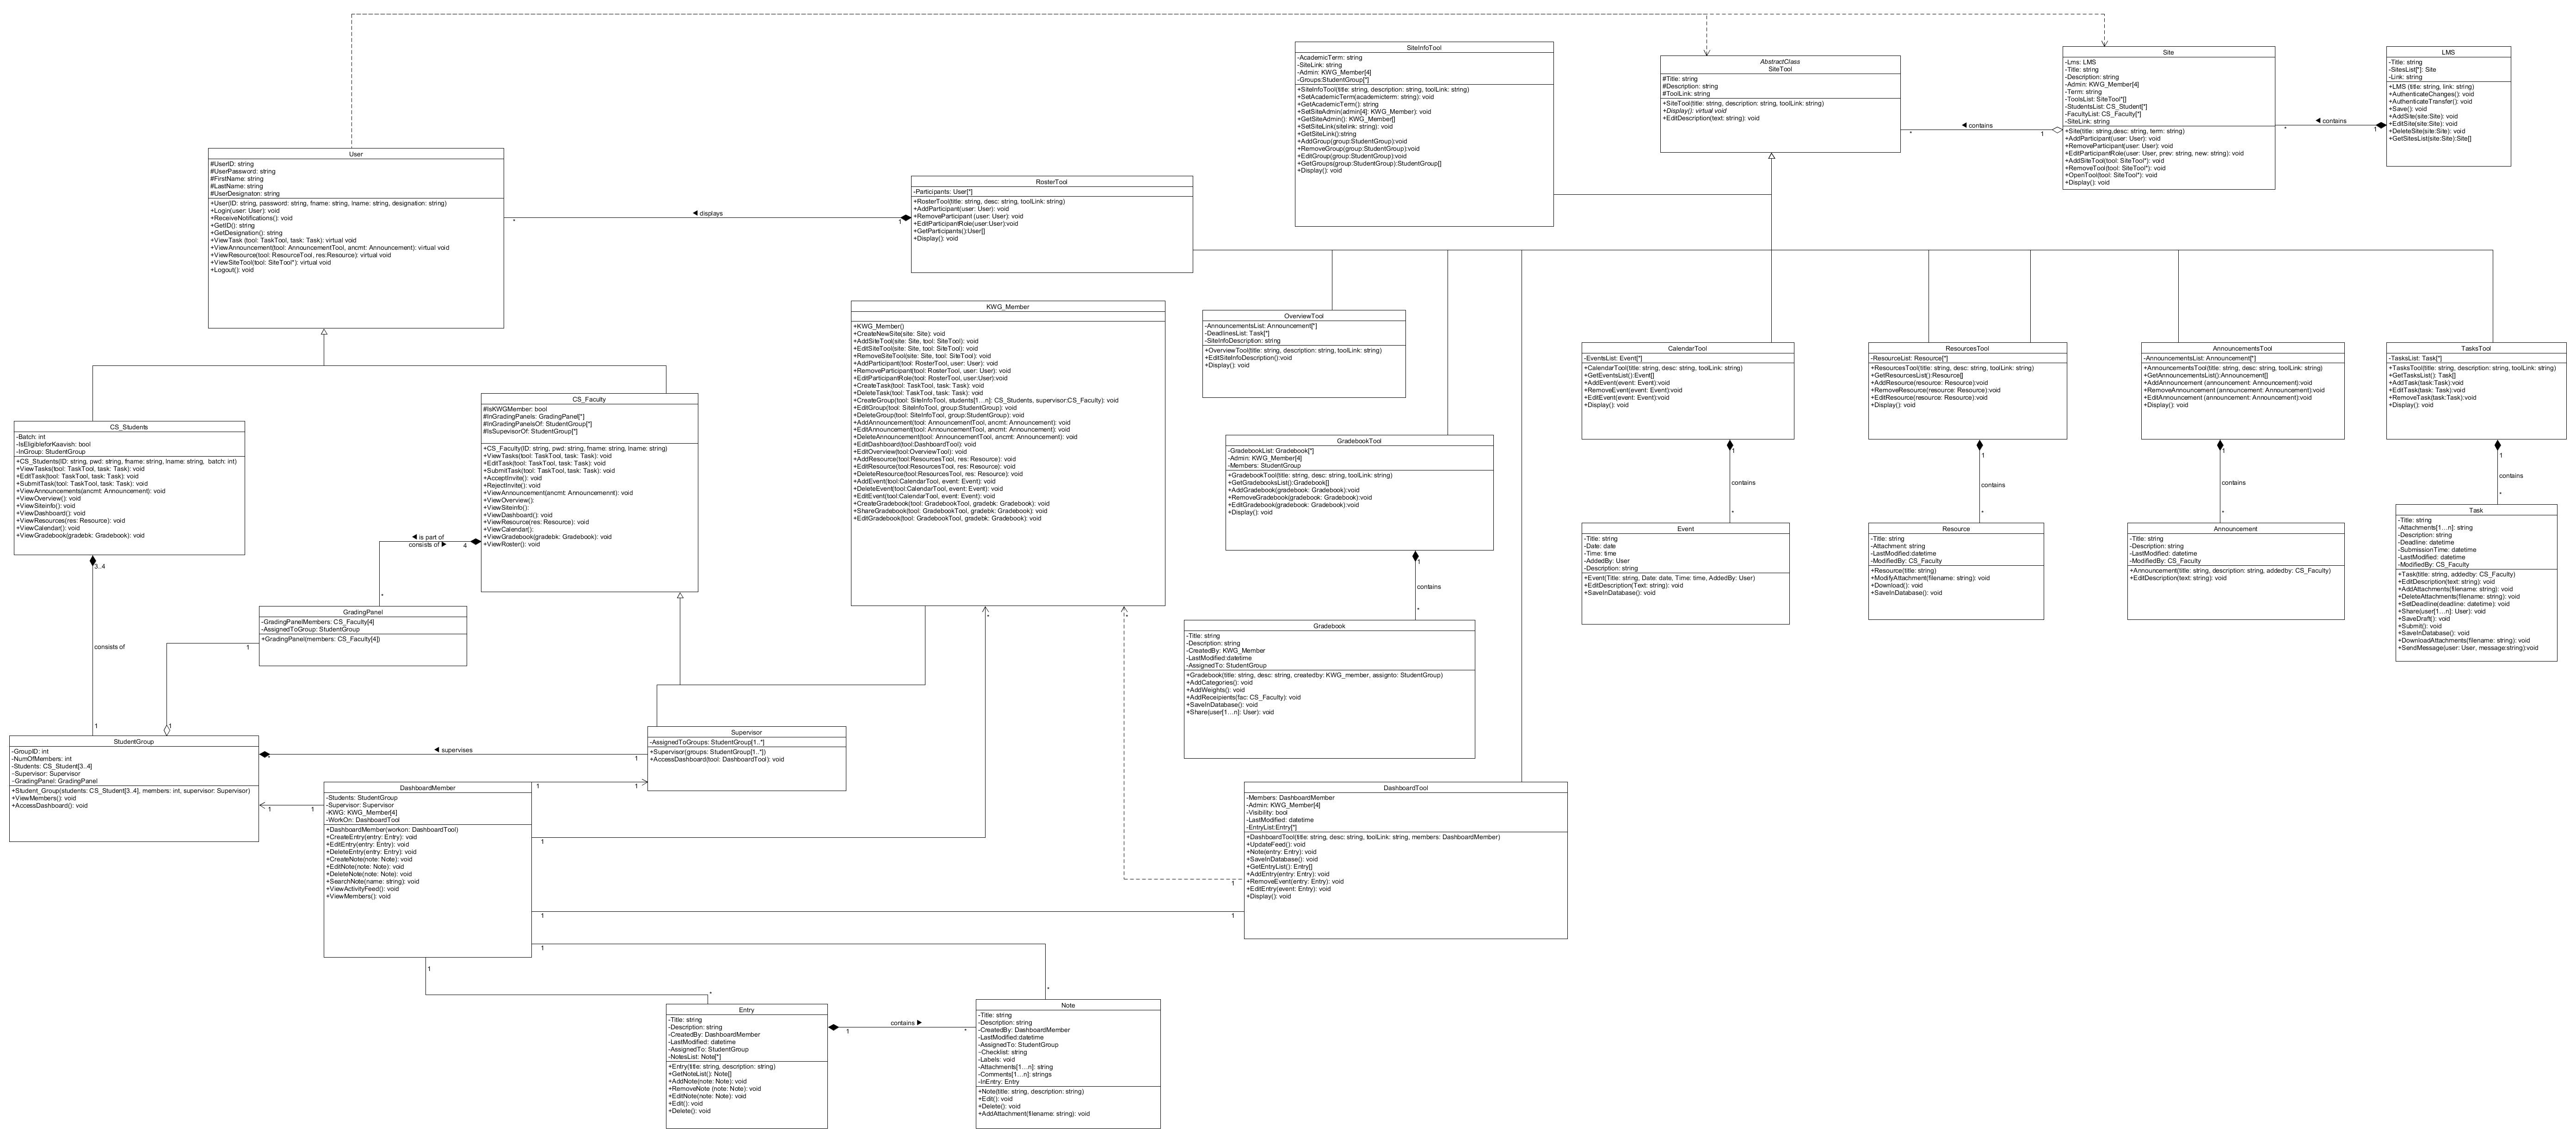 SiteInfoTool
-AcademicTerm: string
-SiteLink: string
-Admin: KWG_Member[4]
-Groups:StudentGroup[*]
+SiteInfoTool(title: string, description: string, toolLink: string)
+SetAcademicTerm(academicterm: string): void
+GetAcademicTerm(): string
+SetSiteAdmin(admin[4]: KWG_Member): void
+GetSiteAdmin(): KWG_Member[]
+SetSiteLink(sitelink: string): void
+GetSiteLink():string
+AddGroup(group:StudentGroup):void
+RemoveGroup(group:StudentGroup):void
+EditGroup(group:StudentGroup):void
+GetGroups(group:StudentGroup):StudentGroup[]
+Display(): void
AbstractClass
SiteTool
#Title: string
#Description: string
#ToolLink: string
+SiteTool(title: string, description: string, toolLink: string)
+Display(): virtual void
+EditDescription(text: string): void
◀ contains
*
1
Site
-Lms: LMS
-Title: string
-Description: string
-Admin: KWG_Member[4]
-Term: string
-ToolsList: SiteTool*[]
-StudentsList: CS_Student[*]
-FacultyList: CS_Faculty[*]
-SiteLink: string
+Site(title: string,desc: string, term: string)
+AddParticipant(user: User): void
+RemoveParticipant(user: User): void
+EditParticipantRole(user: User, prev: string, new: string): void
+AddSiteTool(tool: SiteTool*): void
+RemoveTool(tool: SiteTool*): void
+OpenTool(tool: SiteTool*): void
+Display(): void
◀ contains
*
1
LMS
-Title: string
-SitesList[*]: Site
-Link: string
+LMS (title: string, link: string)
+AuthenticateChanges(): void
+AuthenticateTransfer(): void
+Save(): void
+AddSite(site:Site): void
+EditSite(site:Site): void
+DeleteSite(site:Site): void
+GetSitesList(site:Site):Site[]
User
#UserID: string
#UserPassword: string
#FirstName: string
#LastName: string
#UserDesignaton: string
+User(ID: string, password: string, fname: string, lname: string, designation: string)
+Login(user: User): void
+ReceiveNotifications(): void
+GetID(): string
+GetDesignation(): string
+ViewTask (tool: TaskTool, task: Task): virtual void
+ViewAnnouncement(tool: AnnouncementTool, ancmt: Announcement): virtual void
+ViewResource(tool: ResourceTool, res:Resource): virtual void
+ViewSiteTool(tool: SiteTool*): virtual void
+Logout(): void
*
◀ displays
1
RosterTool
-Participants: User[*]
+RosterTool(title: string, desc: string, toolLink: string)
+AddParticipant(user: User): void
+RemoveParticipant (user: User): void
+EditParticipantRole(user:User):void
+GetParticipants():User[]
+Display(): void
KWG_Member
+KWG_Member()
+CreateNewSite(site: Site): void
+AddSiteTool(site: Site, tool: SiteTool): void
+EditSiteTool(site: Site, tool: SiteTool): void
+RemoveSiteTool(site: Site, tool: SiteTool): void
+AddParticipant(tool: RosterTool, user: User): void
+RemoveParticipant(tool: RosterTool, user: User): void
+EditParticipantRole(tool: RosterTool, user:User):void
+CreateTask(tool: TaskTool, task: Task): void
+DeleteTask(tool: TaskTool, task: Task): void
+CreateGroup(tool: SiteInfoTool, students[1...n]: CS_Students, supervisor:CS_Faculty): void
+EditGroup(tool: SiteInfoTool, group:StudentGroup): void
+DeleteGroup(tool: SiteInfoTool, group:StudentGroup): void
+AddAnnouncement(tool: AnnouncementTool, ancmt: Announcement): void
+EditAnnouncement(tool: AnnouncementTool, ancmt: Announcement): void
+DeleteAnnouncement(tool: AnnouncementTool, ancmt: Announcement): void
+EditDashboard(tool:DashboardTool): void
+EditOverview(tool:OverviewTool): void
+AddResource(tool:ResourcesTool, res: Resource): void
+EditResource(tool:ResourcesTool, res: Resource): void
+DeleteResource(tool:ResourcesTool, res: Resource): void
+AddEvent(tool:CalendarTool, event: Event): void
+DeleteEvent(tool:CalendarTool, event: Event): void
+EditEvent(tool:CalendarTool, event: Event): void
+CreateGradebook(tool: GradebookTool, gradebk: Gradebook): void
+ShareGradebook(tool: GradebookTool, gradebk: Gradebook): void
+EditGradebook(tool: GradebookTool, gradebk: Gradebook): void
OverviewTool
-AnnouncementsList: Announcement[*]
-DeadlinesList: Task[*]
-SiteInfoDescription: string
+OverviewTool(title: string, description: string, toolLink: string)
+EditSiteInfoDescription():void
+Display(): void
CalendarTool
-EventsList: Event[*]
+CalendarTool(title: string, desc: string, toolLink: string)
+GetEventsList():Event[]
+AddEvent(event: Event):void
+RemoveEvent(event: Event):void
+EditEvent(event: Event):void
+Display(): void
1
contains
*
ResourcesTool
-ResourceList: Resource[*]
+ResourcesTool(title: string, desc: string, toolLink: string)
+GetResourcesList():Resource[]
+AddResource(resource: Resource):void
+RemoveResource(resource: Resource):void
+EditResource(resource: Resource):void
+Display(): void
1
contains
*
AnnouncementsTool
-AnnouncementsList: Announcement[*]
+AnnouncementsTool(title: string, desc: string, toolLink: string)
+GetAnnouncementsList():Announcement[]
+AddAnnouncement (announcement: Announcement):void
+RemoveAnnouncement (announcement: Announcement):void
+EditAnnouncement (announcement: Announcement):void
+Display(): void
1
contains
*
TasksTool
-TasksList: Task[*]
+TasksTool(title: string, description: string, toolLink: string)
+GetTasksList(): Task[]
+AddTask(task:Task):void
+EditTask(task: Task):void
+RemoveTask(task:Task):void
+Display(): void
1
contains
*
CS_Students
-Batch: int
-IsEligibleforKaavish: bool
-InGroup: StudentGroup
+CS_Students(ID: string, pwd: string, fname: string, lname: string,  batch: int)
+ViewTasks(tool: TaskTool, task: Task): void
+EditTask(tool: TaskTool, task: Task): void
+SubmitTask(tool: TaskTool, task: Task): void
+ViewAnnouncements(ancmt: Announcement): void
+ViewOverview(): void
+ViewSiteinfo(): void
+ViewDashboard(): void
+ViewResources(res: Resource): void
+ViewCalendar(): void
+ViewGradebook(gradebk: Gradebook): void
3..4
consists of
1
CS_Faculty
#IsKWGMember: bool
#InGradingPanels: GradingPanel[*]
#InGradingPanelsOf: StudentGroup[*]
#IsSupevisorOf: StudentGroup[*]
+CS_Faculty(ID: string, pwd: string, fname: string, lname: string)
+ViewTasks(tool: TaskTool, task: Task): void
+EditTask(tool: TaskTool, task: Task): void
+SubmitTask(tool: TaskTool, task: Task): void
+AcceptInvite(): void
+RejectInvite(): void
+ViewAnnouncement(ancmt: Announcemennt): void
+ViewOverview():
+ViewSiteinfo():
+ViewDashboard(): void
+ViewResource(res: Resource): void
+ViewCalendar():
+ViewGradebook(gradebk: Gradebook): void
+ViewRoster(): void
◀ is part of
consists of ▶
4
*
GradebookTool
-GradebookList: Gradebook[*]
-Admin: KWG_Member[4]
-Members: StudentGroup
+GradebookTool(title: string, desc: string, toolLink: string)
+GetGradebooksList():Gradebook[]
+AddGradebook(gradebook: Gradebook):void
+RemoveGradebook(gradebook: Gradebook):void
+EditGradebook(gradebook: Gradebook):void
+Display(): void
1
contains
*
Event
-Title: string
-Date: date
-Time: time
-AddedBy: User
-Description: string
+Event(Title: string, Date: date, Time: time, AddedBy: User)
+EditDescription(Text: string): void
+SaveInDatabase(): void
Resource
-Title: string
-Attachment: string
-LastModified:datetime
-ModifiedBy: CS_Faculty
+Resource(title: string)
+ModifyAttachment(filename: string): void
+Download(): void
+SaveInDatabase(): void
Announcement
-Title: string
-Description: string
-LastModified: datetime
-ModifiedBy: CS_Faculty
+Announcement(title: string, description: string, addedby: CS_Faculty)
+EditDescription(text: string): void
Task
-Title: string
-Attachments[1...n]: string
-Description: string
-Deadline: datetime
-SubmissionTime: datetime
-LastModified: datetime
-ModifiedBy: CS_Faculty
+Task(title: string, addedby: CS_Faculty)
+EditDescription(text: string): void
+AddAttachments(filename: string): void
+DeleteAttachments(filename: string): void
+SetDeadline(deadline: datetime): void
+Share(user[1...n]: User): void
+SaveDraft(): void
+Submit(): void
+SaveInDatabase(): void
+DownloadAttachments(filename: string): void
+SendMessage(user: User, message:string):void
GradingPanel
-GradingPanelMembers: CS_Faculty[4]
-AssignedToGroup: StudentGroup
+GradingPanel(members: CS_Faculty[4])
1
1
Gradebook
-Title: string
-Description: string
-CreatedBy: KWG_Member
-LastModified:datetime
-AssignedTo: StudentGroup
+Gradebook(title: string, desc: string, createdby: KWG_member, assignto: StudentGroup)
+AddCategories(): void
+AddWeights(): void
+AddReceipients(fac: CS_Faculty): void
+SaveInDatabase(): void
+Share(user[1...n]: User): void
StudentGroup
-GroupID: int
-NumOfMembers: int
-Students: CS_Student[3..4]
-Supervisor: Supervisor
-GradingPanel: GradingPanel
+Student_Group(students: CS_Student[3..4], members: int, supervisor: Supervisor)
+ViewMembers(): void
+AccessDashboard(): void
*
◀ supervises
1
Supervisor
-AssignedToGroups: StudentGroup[1..*]
+Supervisor(groups: StudentGroup[1..*])
+AccessDashboard(tool: DashboardTool): void
DashboardMember
-Students: StudentGroup
-Supervisor: Supervisor
-KWG: KWG_Member[4]
-WorkOn: DashboardTool
+DashboardMember(workon: DashboardTool)
+CreateEntry(entry: Entry): void
+EditEntry(entry: Entry): void
+DeleteEntry(entry: Entry): void
+CreateNote(note: Note): void
+EditNote(note: Note): void
+DeleteNote(note: Note): void
+SearchNote(name: string): void
+ViewActivityFeed(): void
+ViewMembers(): void
1
1
1
1
1
*
*
1
1
1
1
*
1
*
DashboardTool
-Members: DashboardMember
-Admin: KWG_Member[4]
-Visibility: bool
-LastModified: datetime
-EntryList:Entry[*]
+DashboardTool(title: string, desc: string, toolLink: string, members: DashboardMember)
+UpdateFeed(): void
+Note(entry: Entry): void
+SaveInDatabase(): void
+GetEntryList(): Entry[]
+AddEntry(entry: Entry): void
+RemoveEvent(entry: Entry): void
+EditEntry(event: Entry): void
+Display(): void
Entry
-Title: string
-Description: string
-CreatedBy: DashboardMember
-LastModified: datetime
-AssignedTo: StudentGroup
-NotesList: Note[*]
+Entry(title: string, description: string)
+GetNoteList(): Note[]
+AddNote(note: Note): void
+RemoveNote (note: Note): void
+EditNote(note: Note): void
+Edit(): void
+Delete(): void
contains ▶
1
*
Note
-Title: string
-Description: string
-CreatedBy: DashboardMember
-LastModified:datetime
-AssignedTo: StudentGroup
-Checklist: string
-Labels: void
-Attachments[1...n]: string
-Comments[1...n]: strings
-InEntry: Entry
+Note(title: string, description: string)
+Edit(): void
+Delete(): void
+AddAttachment(filename: string): void